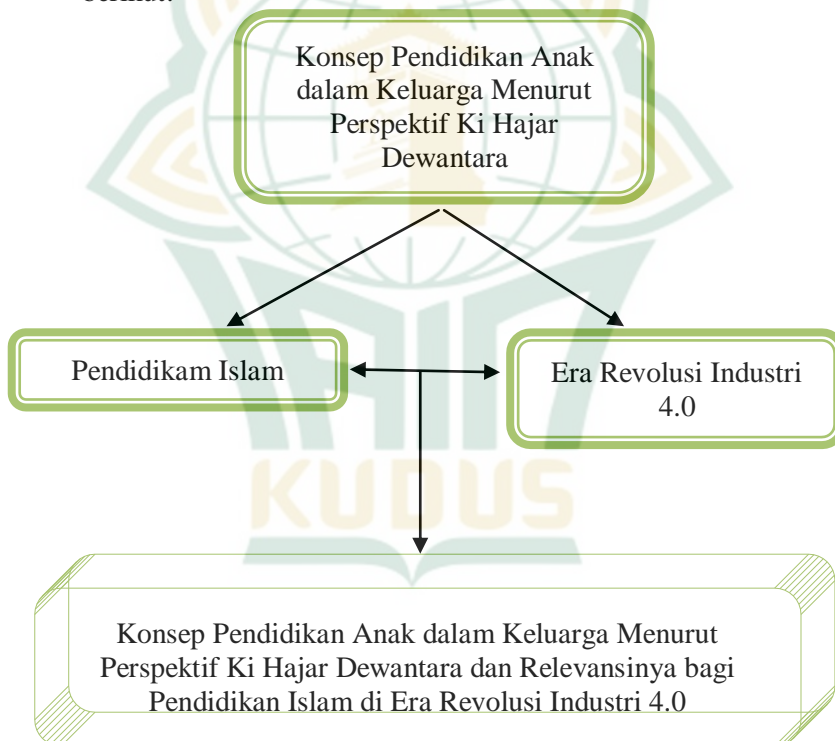 berikut:
Konsep Pendidikan Anak
dalam Keluarga Menurut
Perspektif Ki Hajar
Dewantara
Pendidikam Islam
Era Revolusi Industri
4.0
KUDUS
Konsep Pendidikan Anak dalam Keluarga Menurut
Perspektif Ki Hajar Dewantara dan Relevansinya bagi
Pendidikan Islam di Era Revolusi Industri 4.0